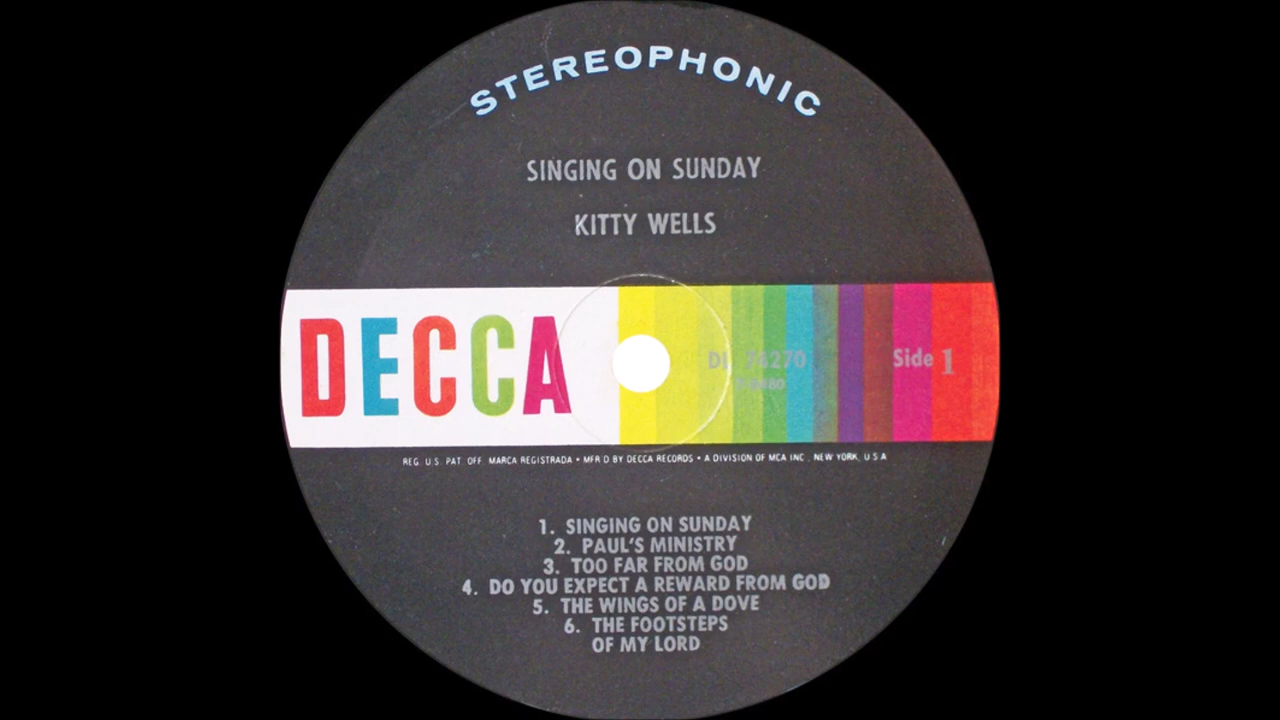 STEREOPHONIC
SINGING ON SUNDAY
KITTY WELLS
DECCA
DL 74270
Side 1
REG. U.S. PAT. OFF. MARCA REGISTRADA • MFR'D BY DECCA RECORDS • A DIVISION OF MCA INC., NEW YORK, U.S.A
1. SINGING ON SUNDAY
2. PAUL'S MINISTRY
3. TOO FAR FROM GOD
4. DO YOU EXPECT A REWARD FROM GOD
5. THE WINGS OF A DOVE
6. THE FOOTSTEPS
OF MY LORD